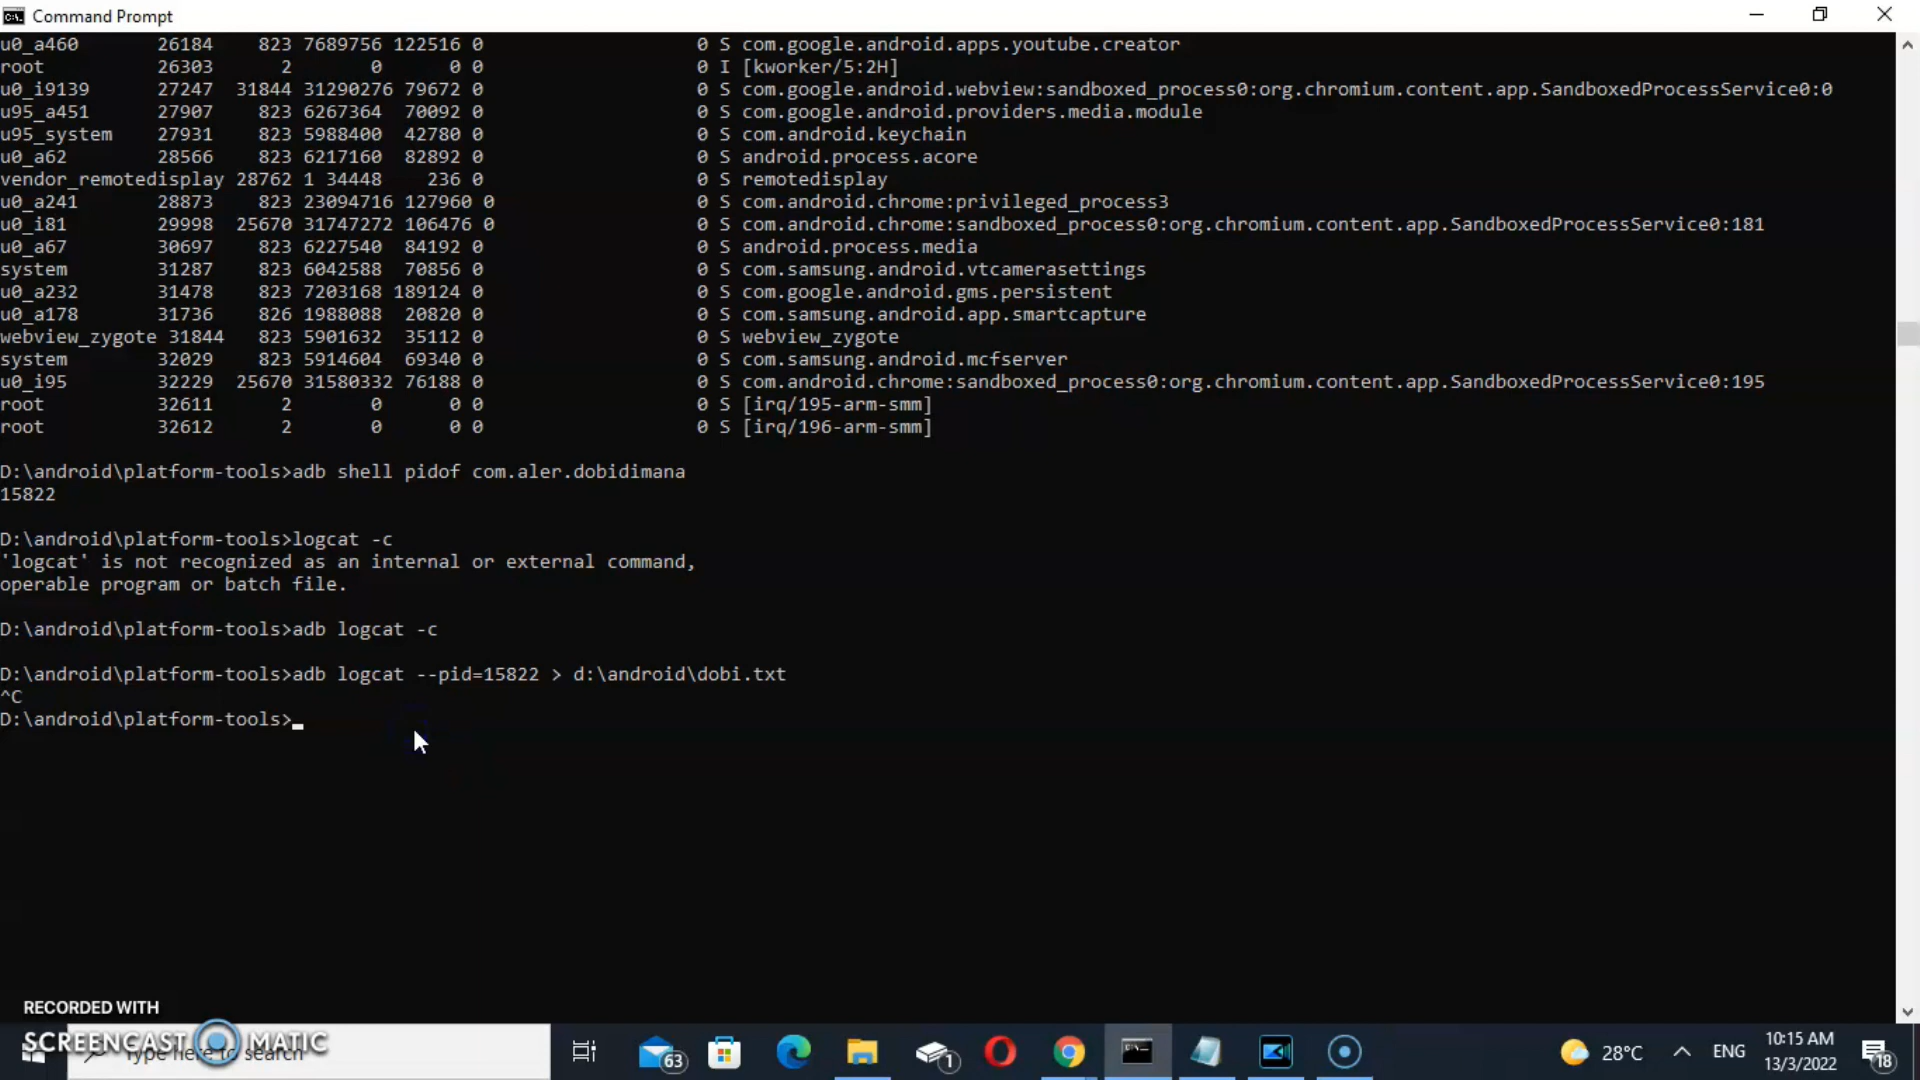 Command Prompt
u0_a460 26184 823 7689756 122516 0 0 S com.google.android.apps.youtube.creator
root 26303 2 0 0 0 0 I [kworker/5:2H]
u0_i9139 27247 31844 31290276 79672 0 0 S com.google.android.webview:sandboxed_process0:org.chromium.content.app.SandboxedProcessService0:0
u95_a451 27907 823 6267364 70092 0 0 S com.google.android.providers.media.module
u95_system 27931 823 5988400 42780 0 0 S com.android.keychain
u0_a62 28566 823 6217160 82892 0 0 S android.process.acore
vendor_remotedisplay 28762 1 34448 236 0 0 S remotedisplay
u0_a241 28873 823 23094716 127960 0 0 S com.android.chrome:privileged_process3
u0_i81 29998 25670 31747272 106476 0 0 S com.android.chrome:sandboxed_process0:org.chromium.content.app.SandboxedProcessService0:181
u0_a67 30697 823 6227540 84192 0 0 S android.process.media
system 31287 823 6042588 70856 0 0 S com.samsung.android.vtcamerasettings
u0_a232 31478 823 7203168 189124 0 0 S com.google.android.gms.persistent
u0_a178 31736 826 1988088 20820 0 0 S com.samsung.android.app.smartcapture
webview_zygote 31844 823 5901632 35112 0 0 S webview_zygote
system 32029 823 5914604 69340 0 0 S com.samsung.android.mcfserver
u0_i95 32229 25670 31580332 76188 0 0 S com.android.chrome:sandboxed_process0:org.chromium.content.app.SandboxedProcessService0:195
root 32611 2 0 0 0 0 S [irq/195-arm-smm]
root 32612 2 0 0 0 0 S [irq/196-arm-smm]
D:\android\platform-tools>adb shell pidof com.aler.dobidimana
15822
D:\android\platform-tools>logcat -c
'logcat' is not recognized as an internal or external command,
operable program or batch file.
D:\android\platform-tools>adb logcat -c
D:\android\platform-tools>adb logcat --pid=15822 > d:\android\dobi.txt
^C
D:\android\platform-tools>_
RECORDED WITH
SCREENCAST MATIC
Type here to search
63
1
28°C
ENG
10:15 AM
13/3/2022
18